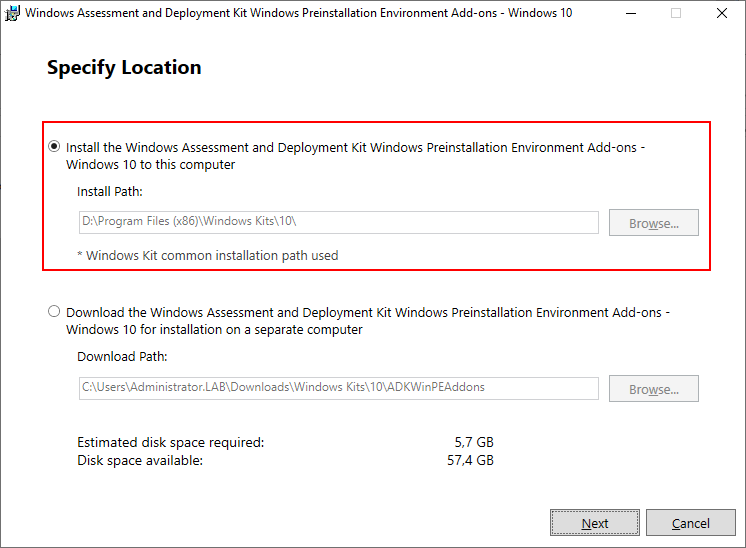 Windows Assessment and Deployment Kit Windows Preinstallation Environment Add-ons - Windows 10
Specify Location
Install the Windows Assessment and Deployment Kit Windows Preinstallation Environment Add-ons -
Windows 10 to this computer
Install Path:
D:\Program Files (x86)\Windows Kits\10\
Browse...
* Windows Kit common installation path used
Download the Windows Assessment and Deployment Kit Windows Preinstallation Environment Add-ons -
Windows 10 for installation on a separate computer
Download Path:
C:\Users\Administrator.LAB\Downloads\Windows Kits\10\ADKWinPEAddons
Browse...
Estimated disk space required: 5,7 GB
Disk space available: 57,4 GB
Next
Cancel